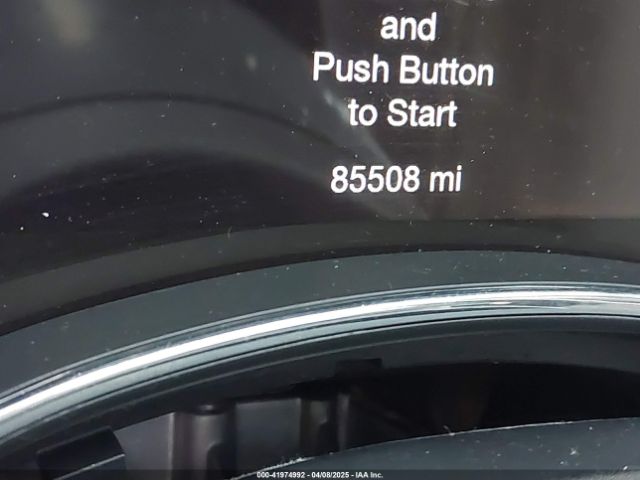 and
Push Button
to Start
85508 mi
000-41974992 - 04/08/2025 - IAA Inc.